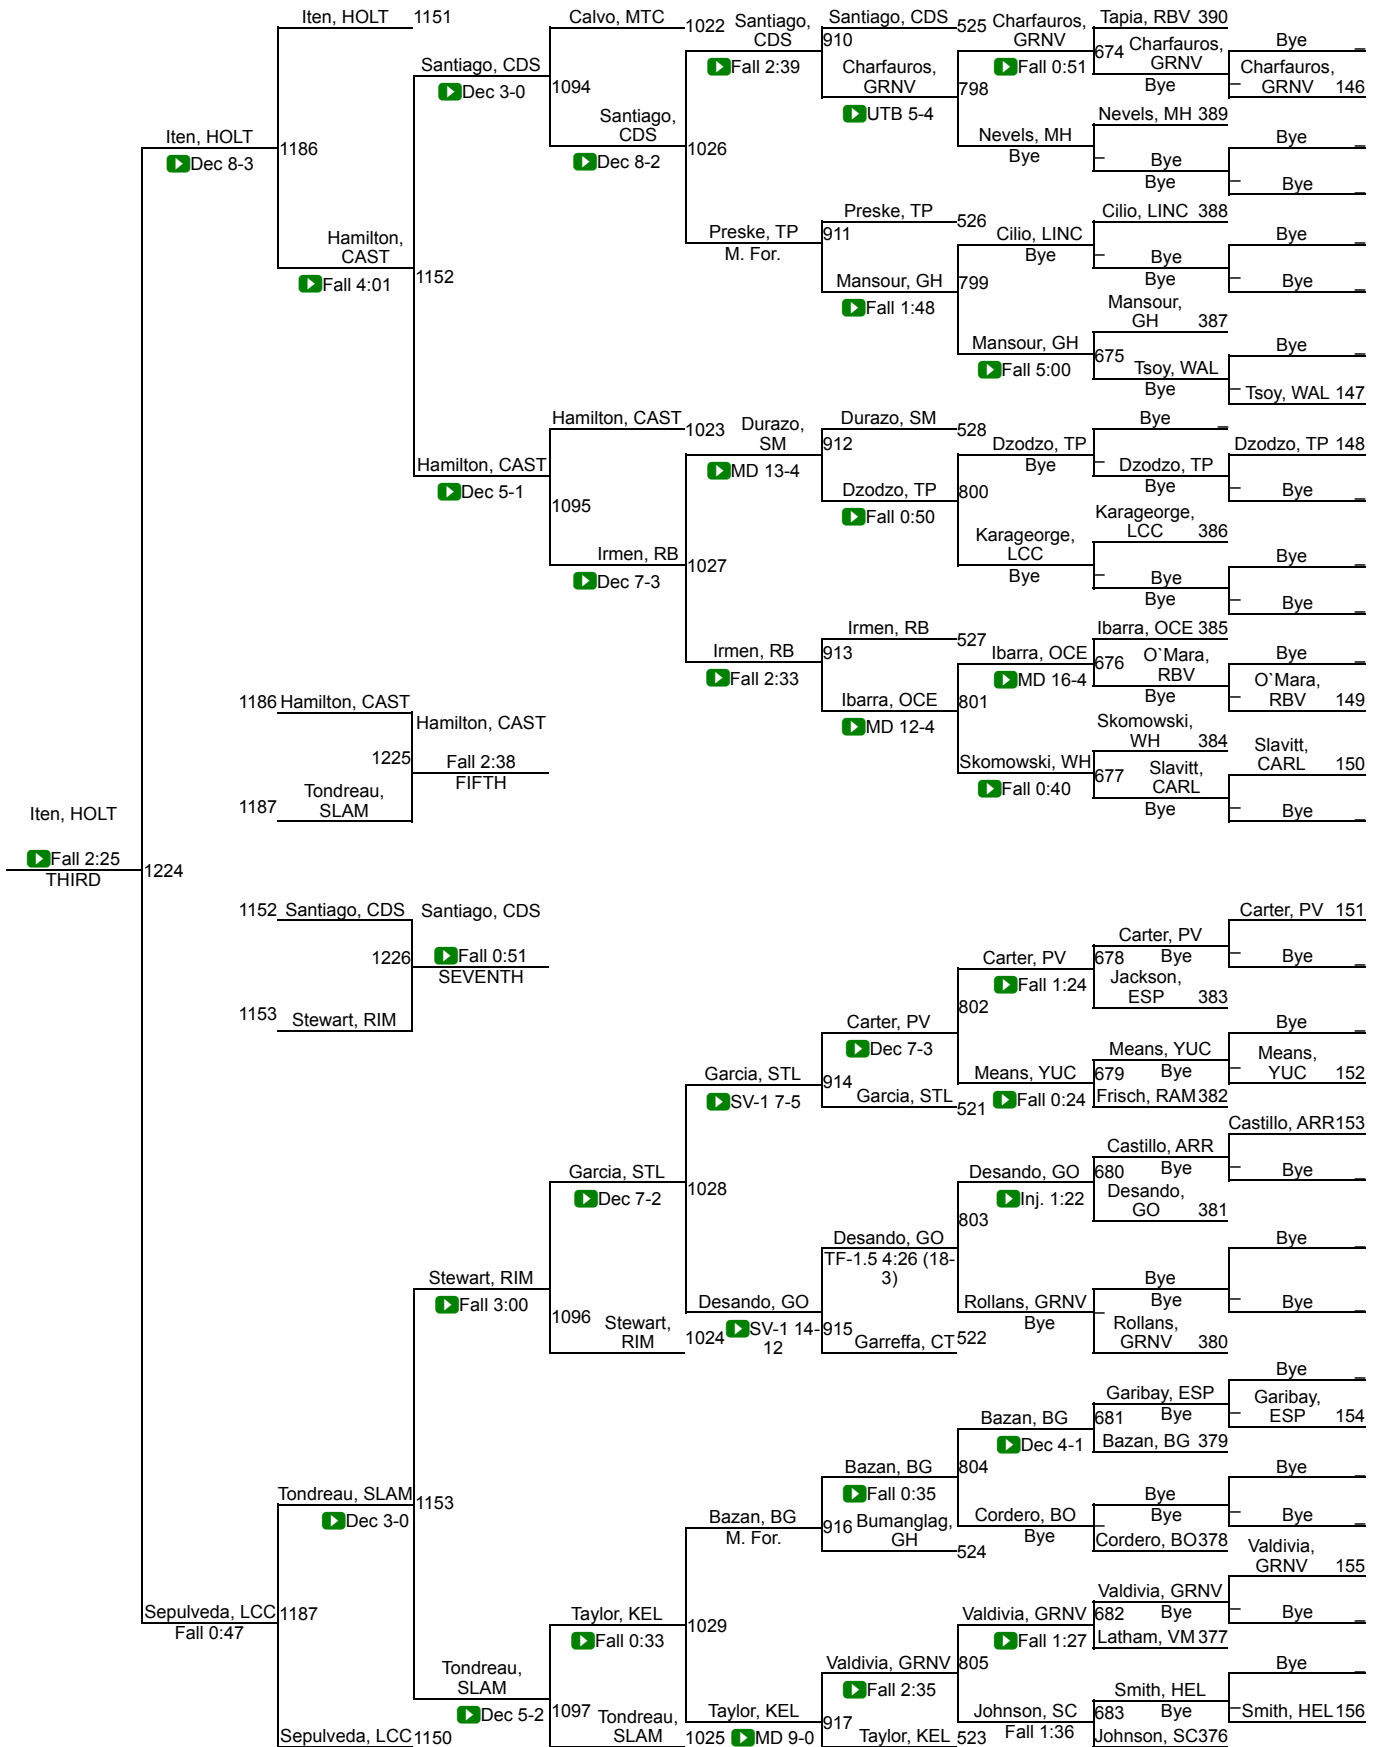 Iten, HOLT 1151
Calvo, MTC 1022
Santiago, CDS
Fall 2:39
Santiago, CDS 525
910
Charfauros, GRNV
Fall 0:51
Tapia, RBV 390
674 Charfauros, GRNV
Bye
Bye _
Charfauros, GRNV 146
Santiago, CDS
Dec 3-0
1094
Charfauros, GRNV
UTB 5-4
798
Nevels, MH 389
Nevels, MH
Bye
_ Bye
Bye
Bye _
_ Bye _
Iten, HOLT
Dec 8-3
1186
Santiago, CDS
Dec 8-2
1026
Preske, TP 526
Preske, TP
M. For.
911
Cilio, LINC 388
Cilio, LINC
Bye
_ Bye
Bye
Bye _
_ Bye _
Hamilton, CAST
Fall 4:01
1152
Mansour, GH
Fall 1:48
799
Mansour, GH 387
Mansour, GH
Fall 5:00
675 Tsoy, WAL
Bye
Bye _
_ Tsoy, WAL 147
Hamilton, CAST 1023
Durazo, SM
MD 13-4
Durazo, SM 528
912
Bye _
Dzodzo, TP
Bye
_ Dzodzo, TP
Bye
Dzodzo, TP 148
_ Bye _
Hamilton, CAST
Dec 5-1
1095
Dzodzo, TP
Fall 0:50
800
Karageorge, LCC 386
Karageorge, LCC
Bye
_ Bye
Bye
Bye _
_ Bye _
Irmen, RB
Dec 7-3
1027
Irmen, RB 527
Irmen, RB
Fall 2:33
913
Ibarra, OCE 385
Ibarra, OCE
MD 16-4
676 O`Mara, RBV
Bye
Bye _
O`Mara, RBV 149
Ibarra, OCE
MD 12-4
801
Skomowski, WH 384
Skomowski, WH
Fall 0:40
677 Slavitt, CARL
Bye
Slavitt, CARL 150
_ Bye _
1186 Hamilton, CAST
Hamilton, CAST
1225 Fall 2:38
FIFTH
1187 Tondreau, SLAM
Iten, HOLT
Fall 2:25
THIRD
1224
1152 Santiago, CDS
Santiago, CDS
1226 Fall 0:51
SEVENTH
1153 Stewart, RIM
Carter, PV 151
Carter, PV
678 Bye
_ Bye _
Carter, PV
Fall 1:24
Jackson, ESP 383
802
Carter, PV
Dec 7-3
Bye _
Means, YUC
679 Bye
Means, YUC 152
Means, YUC
Fall 0:24
Frisch, RAM 382
Garcia, STL
SV-1 7-5
914
Garcia, STL 521
Castillo, ARR 153
Castillo, ARR
680 Bye
_ Bye _
Garcia, STL
Dec 7-2
1028
Desando, GO
Inj. 1:22
Desando, GO 381
803
Desando, GO
TF-1.5 4:26 (18-
3)
Bye _
Bye
_ Bye
_ Bye _
Rollans, GRNV
Bye
Rollans, GRNV 380
Stewart, RIM
Fall 3:00
1096
Stewart, RIM 1024
Desando, GO
SV-1 14-
12
915
Garreffa, CT 522
Bye _
Garibay, ESP
681 Bye
_ Garibay, ESP 154
Bazan, BG
Dec 4-1
Bazan, BG 379
804
Bazan, BG
Fall 0:35
Bye _
Bye
_ Bye
_ Bye _
Cordero, BO
Bye
Cordero, BO 378
Tondreau, SLAM
Dec 3-0
1153
Bazan, BG
M. For.
916 Bumanglag, GH 524
Valdivia, GRNV 155
Valdivia, GRNV
682 Bye
_ Bye _
Sepulveda, LCC
Fall 0:47
1187
Taylor, KEL
Fall 0:33
1029
Valdivia, GRNV
Fall 1:27
Latham, VM 377
805
Valdivia, GRNV
Fall 2:35
Bye _
Smith, HEL
683 Bye
_ Smith, HEL 156
Tondreau, SLAM
Dec 5-2
1097
Tondreau, SLAM 1025
Taylor, KEL
MD 9-0
917
Taylor, KEL 523
Johnson, SC
Fall 1:36
Johnson, SC 376
Sepulveda, LCC 1150